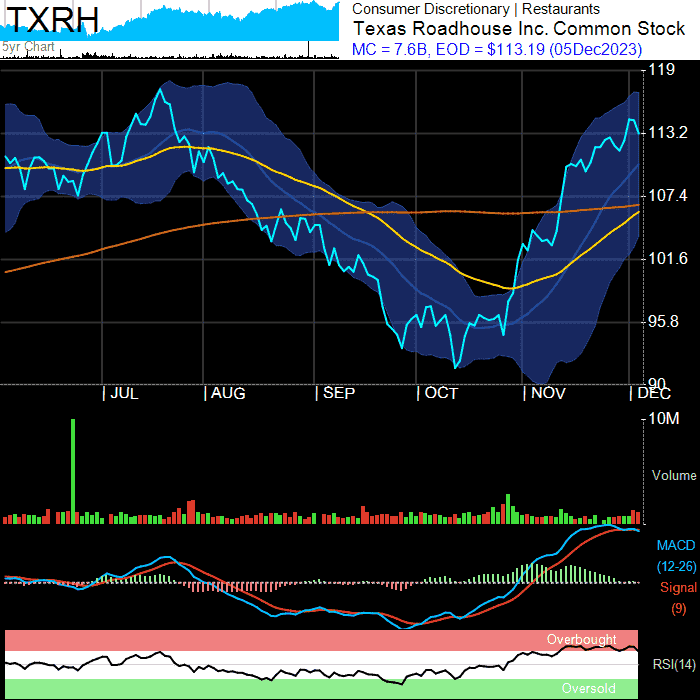 TXRH
5yr Chart
Consumer Discretionary | Restaurants
Texas Roadhouse Inc. Common Stock
MC = 7.6B, EOD = $113.19 (05Dec2023)
119
113.2
107.4
101.6
95.8
90
| JUL | AUG | SEP | OCT | NOV | DEC
10M
Volume
MACD
(12-26)
Signal
(9)
Overbought
RSI(14)
Oversold